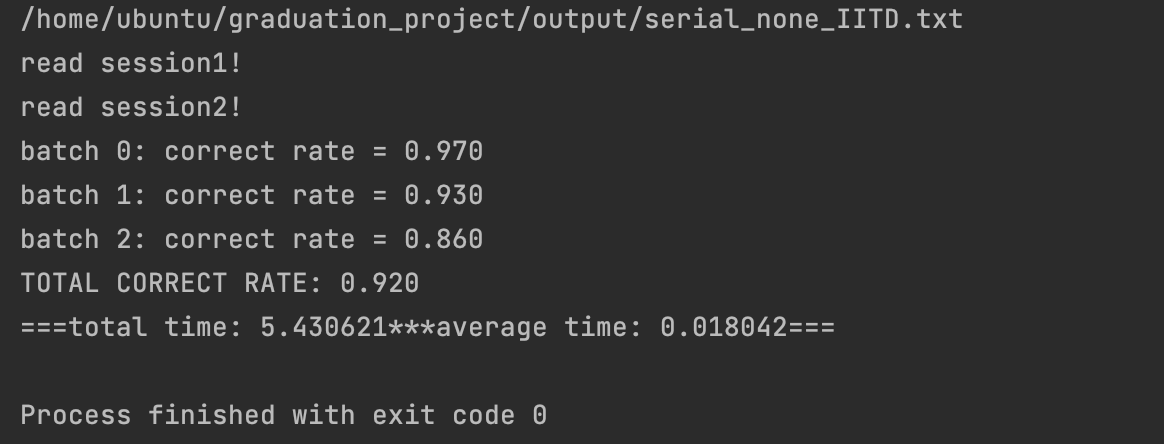 /home/ubuntu/graduation_project/output/serial_none_IITD.txt
read session1!
read session2!
batch 0: correct rate = 0.970
batch 1: correct rate = 0.930
batch 2: correct rate = 0.860
TOTAL CORRECT RATE: 0.920
===total time: 5.430621***average time: 0.018042===
Process finished with exit code 0